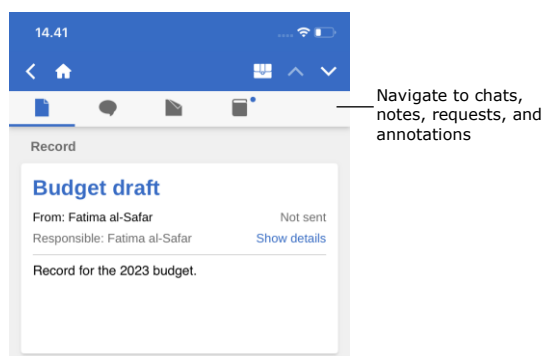 14.41
Navigate to chats,
notes, requests, and
annotations
Record
Budget draft
From: Fatima al-Safar Not sent
Responsible: Fatima al-Safar Show details
Record for the 2023 budget.